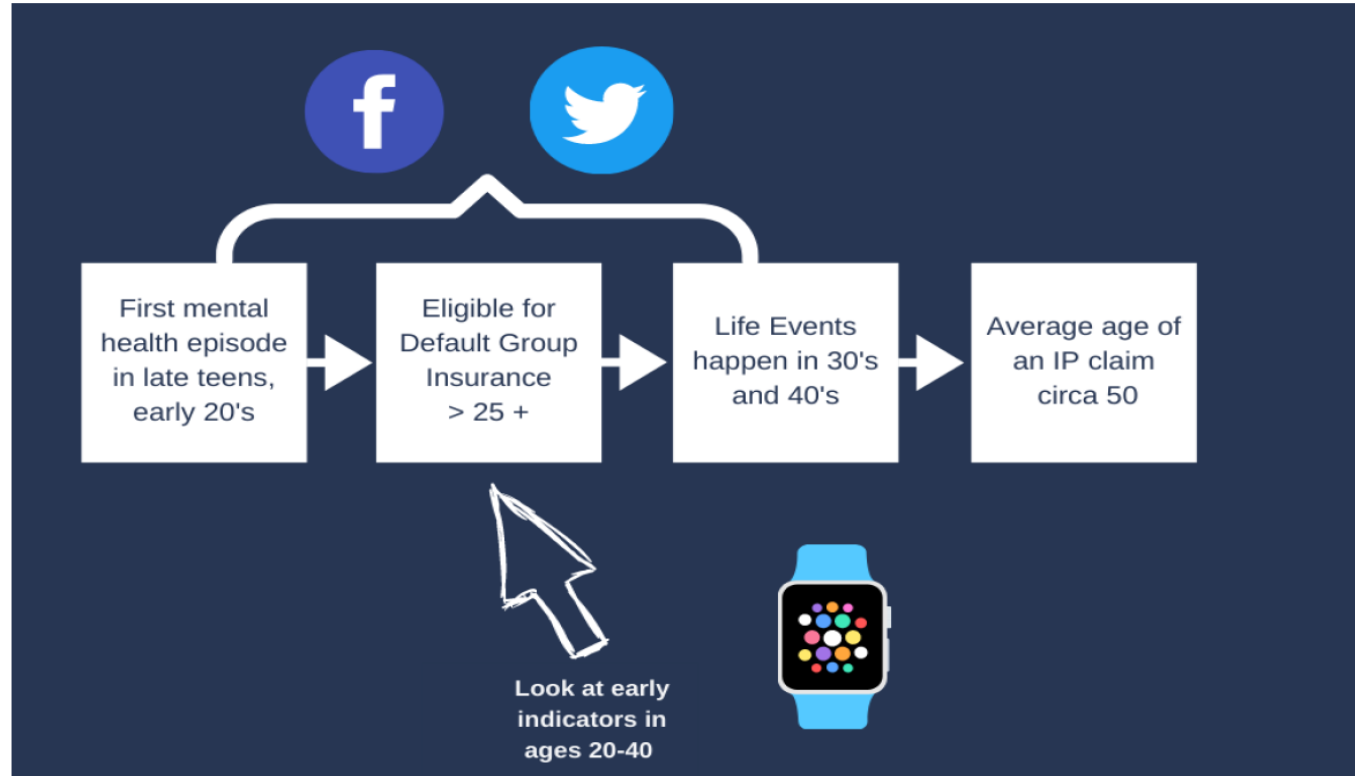 f
First mental
health episode
in late teens,
early 20's
Eligible for
Default Group
Insurance
> 25 +
Life Events
happen in 30's
and 40's
Average age of
an IP claim
circa 50
Look at early
indicators in
ages 20-40